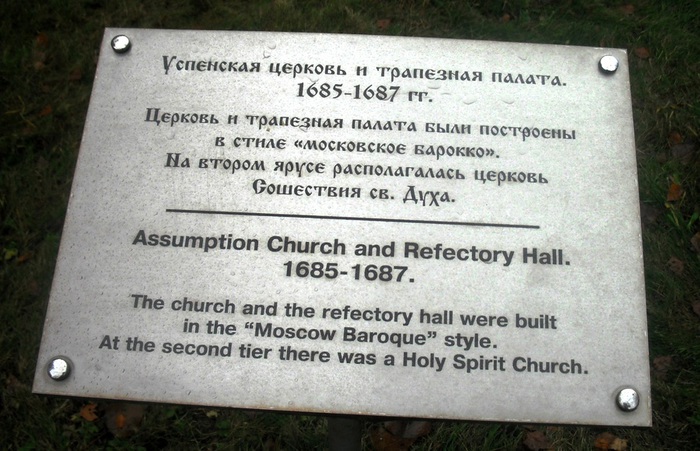 Успенская церковь и трапезная палата.
1685-1687 гг.
Церковь и трапезная палата были построены
в стиле «московское барокко».
На втором ярусе располагалась церковь
Сошествия св. Духа.
Assumption Church and Refectory Hall.
1685-1687.
The church and the refectory hall were built
in the “Moscow Baroque” style.
At the second tier there was a Holy Spirit Church.